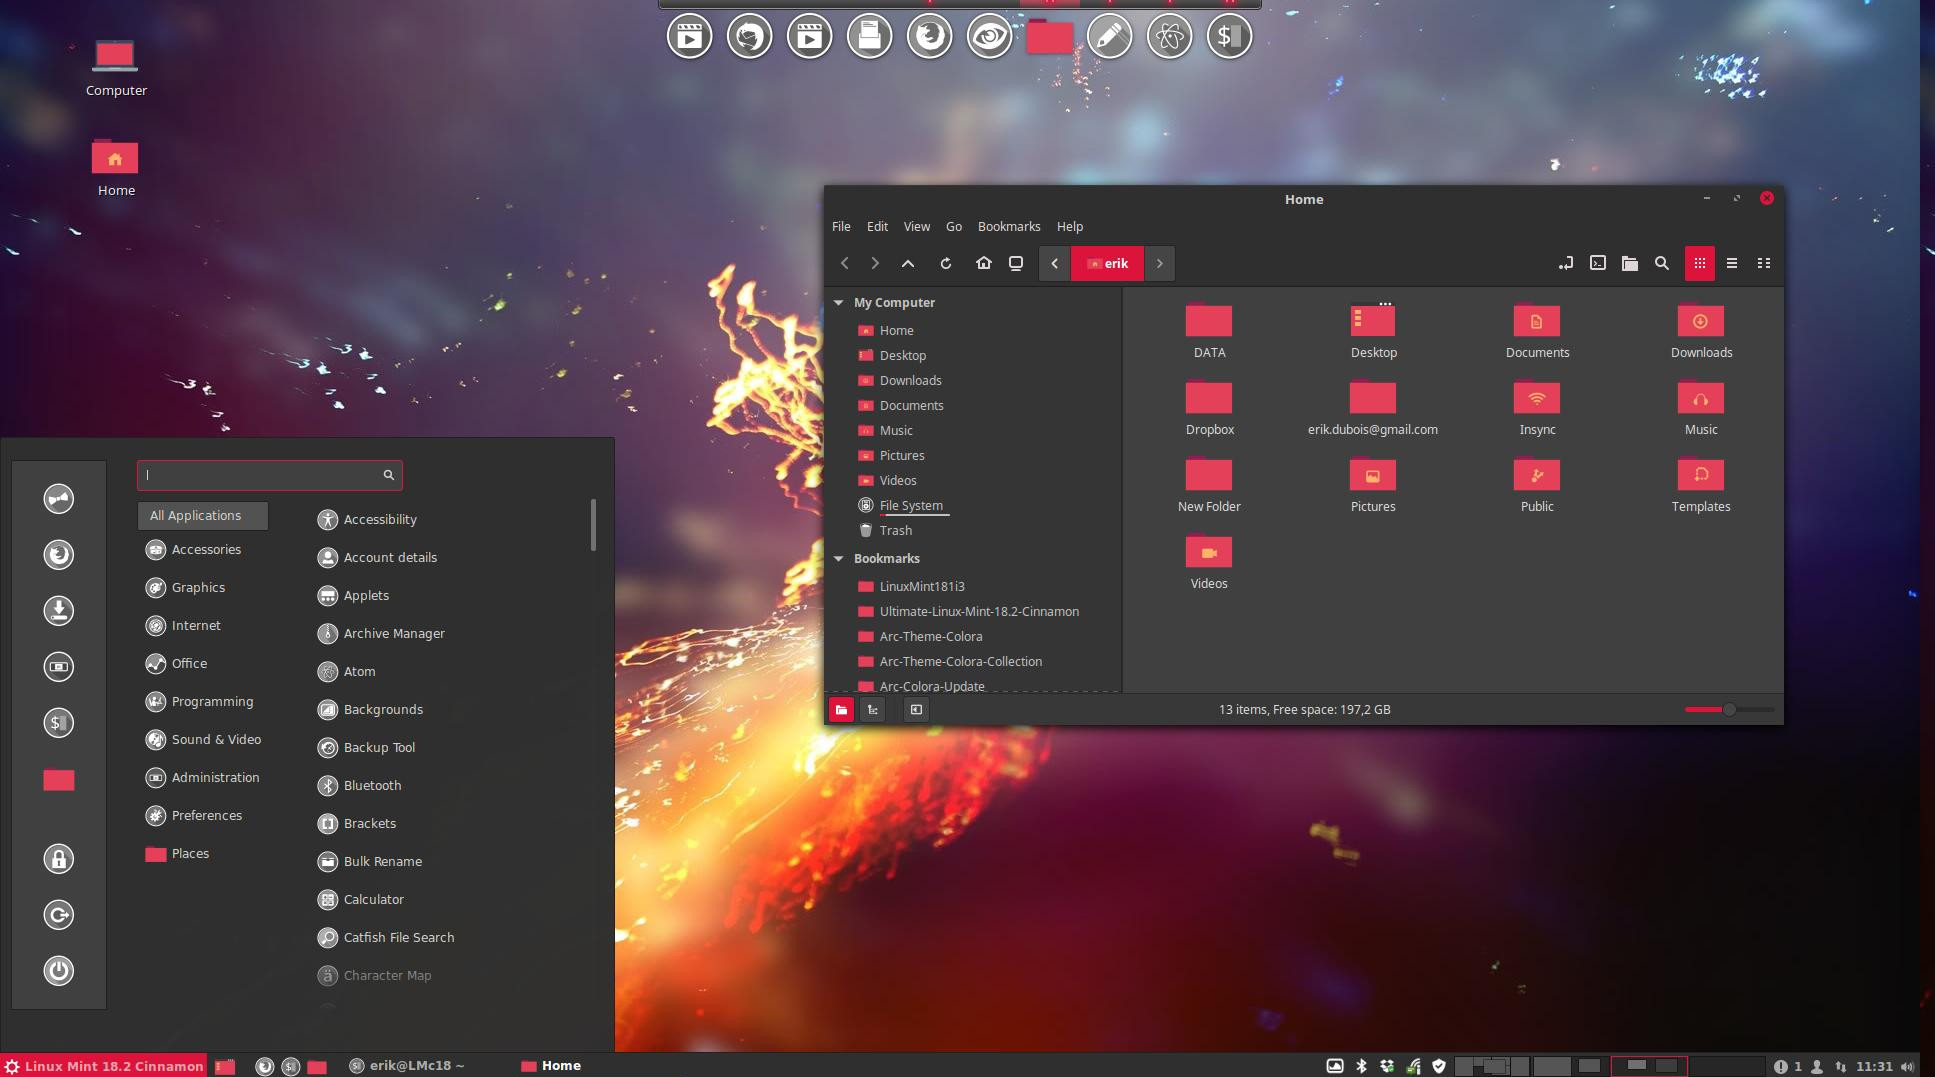 Computer
Home
Home
File Edit View Go Bookmarks Help
erik
My Computer
Home
Desktop
Downloads
Documents
Music
Pictures
Videos
File System
Trash
Bookmarks
LinuxMint181i3
Ultimate-Linux-Mint-18.2-Cinnamon
Arc-Theme-Colora
Arc-Theme-Colora-Collection
Arc-Colora-Update
DATA
Desktop
Documents
Downloads
Dropbox
erik.dubois@gmail.com
Insync
Music
New Folder
Pictures
Public
Templates
Videos
13 items, Free space: 197,2 GB
All Applications
Accessories
Graphics
Internet
Office
Programming
Sound & Video
Administration
Preferences
Places
Accessibility
Account details
Applets
Archive Manager
Atom
Backgrounds
Backup Tool
Bluetooth
Brackets
Bulk Rename
Calculator
Catfish File Search
Character Map
Linux Mint 18.2 Cinnamon
erik@LMc18 ~
Home
1
11:31